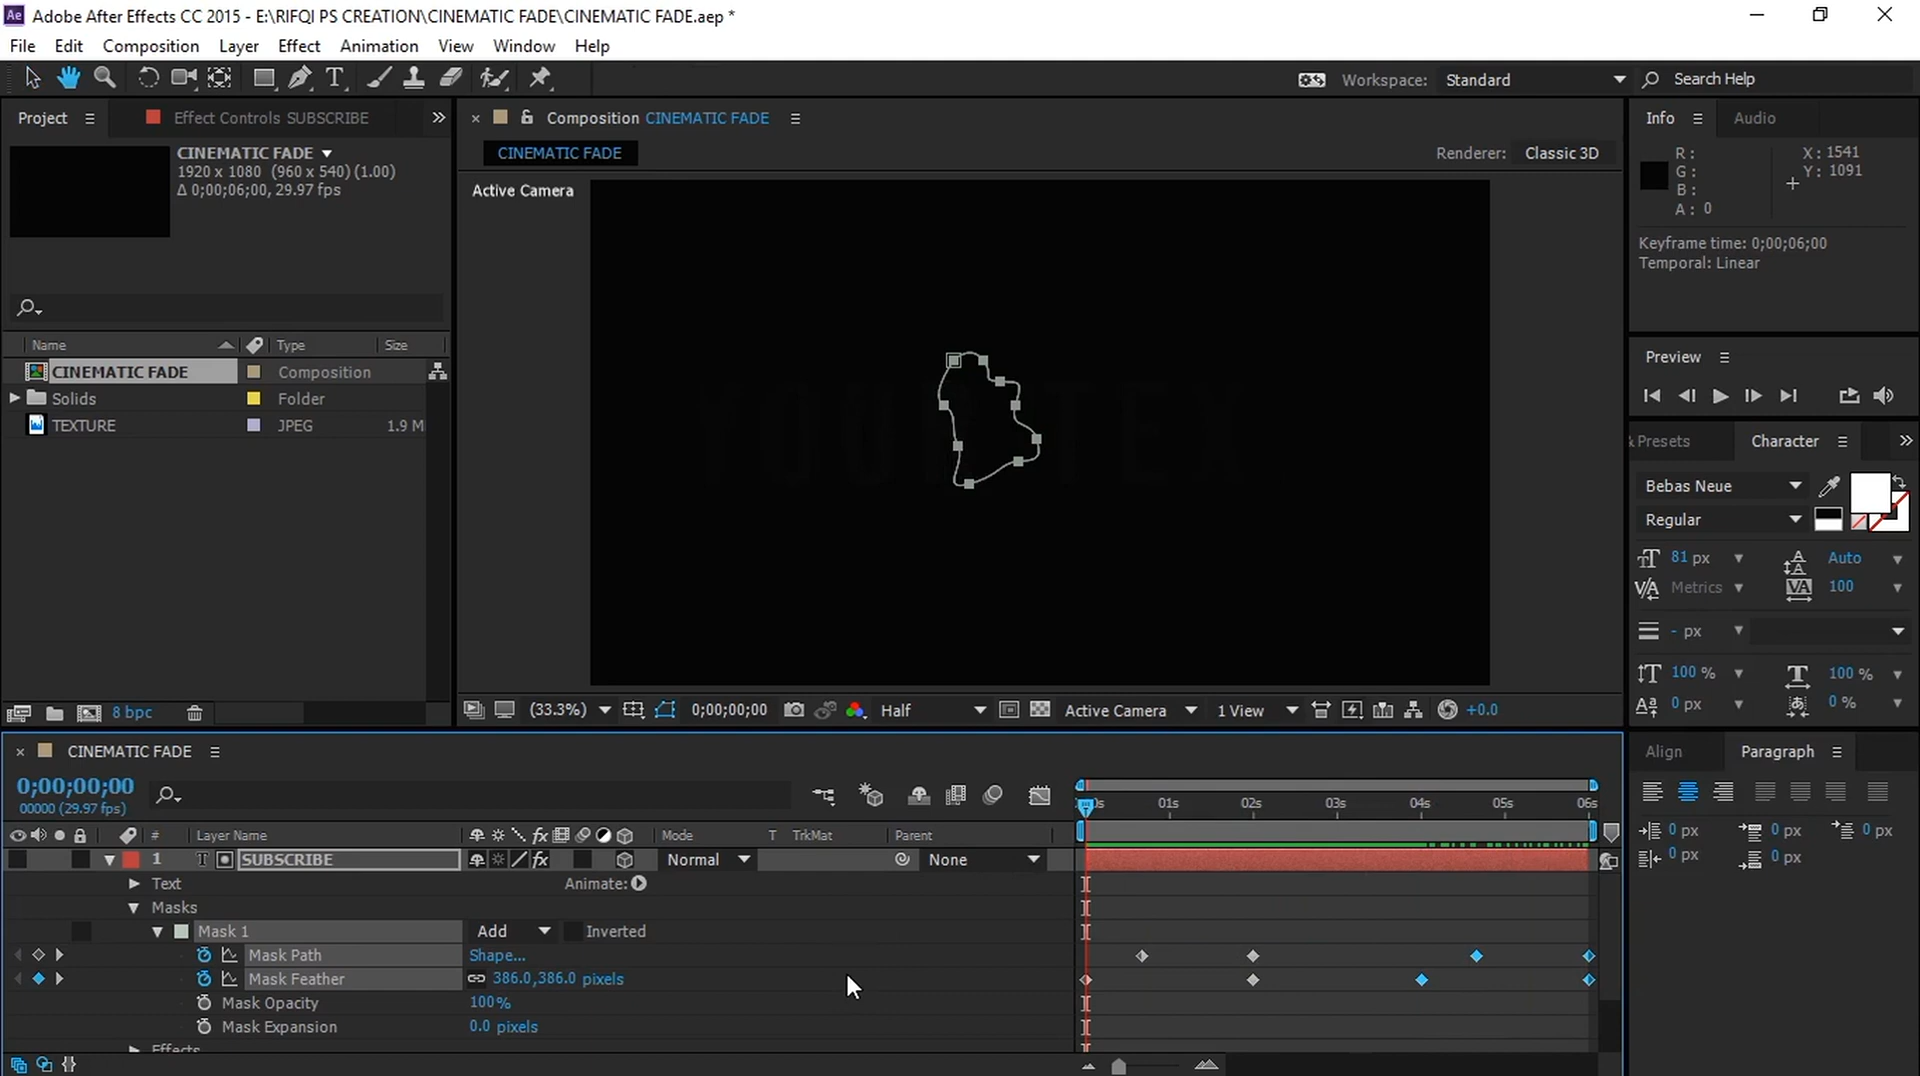 Adobe After Effects CC 2015 - E:\RIFQI PS CREATION\CINEMATIC FADE\CINEMATIC FADE.aep *
File Edit Composition Layer Effect Animation View Window Help
Workspace: Standard Search Help
Project Effect Controls SUBSCRIBE
Composition CINEMATIC FADE
Info Audio
CINEMATIC FADE
1920 x 1080 (960 x 540) (1.00)
Δ 0;00;06;00, 29.97 fps
CINEMATIC FADE
Renderer: Classic 3D
Active Camera
R:
G:
B:
A: 0
X: 1541
Y: 1091
Keyframe time: 0;00;06;00
Temporal: Linear
Name Type Size
CINEMATIC FADE Composition
Solids Folder
TEXTURE JPEG 1.9 M
YOUR TEX
Preview
& Presets Character
Bebas Neue
Regular
81 px Auto
Metrics 100
- px
100 % 100 %
0 px 0 %
8 bpc
(33.3%) 0;00;00;00 Half Active Camera 1 View +0.0
CINEMATIC FADE
0;00;00;00
00000 (29.97 fps)
01s 02s 03s 04s 05s 06s
# Layer Name Mode T TrkMat Parent
1 T SUBSCRIBE fx Normal None
Text Animate:
Masks
Mask 1 Add Inverted
Mask Path Shape...
Mask Feather 386.0,386.0 pixels
Mask Opacity 100%
Mask Expansion 0.0 pixels
Effects
Align Paragraph
0 px 0 px 0 px
0 px 0 px